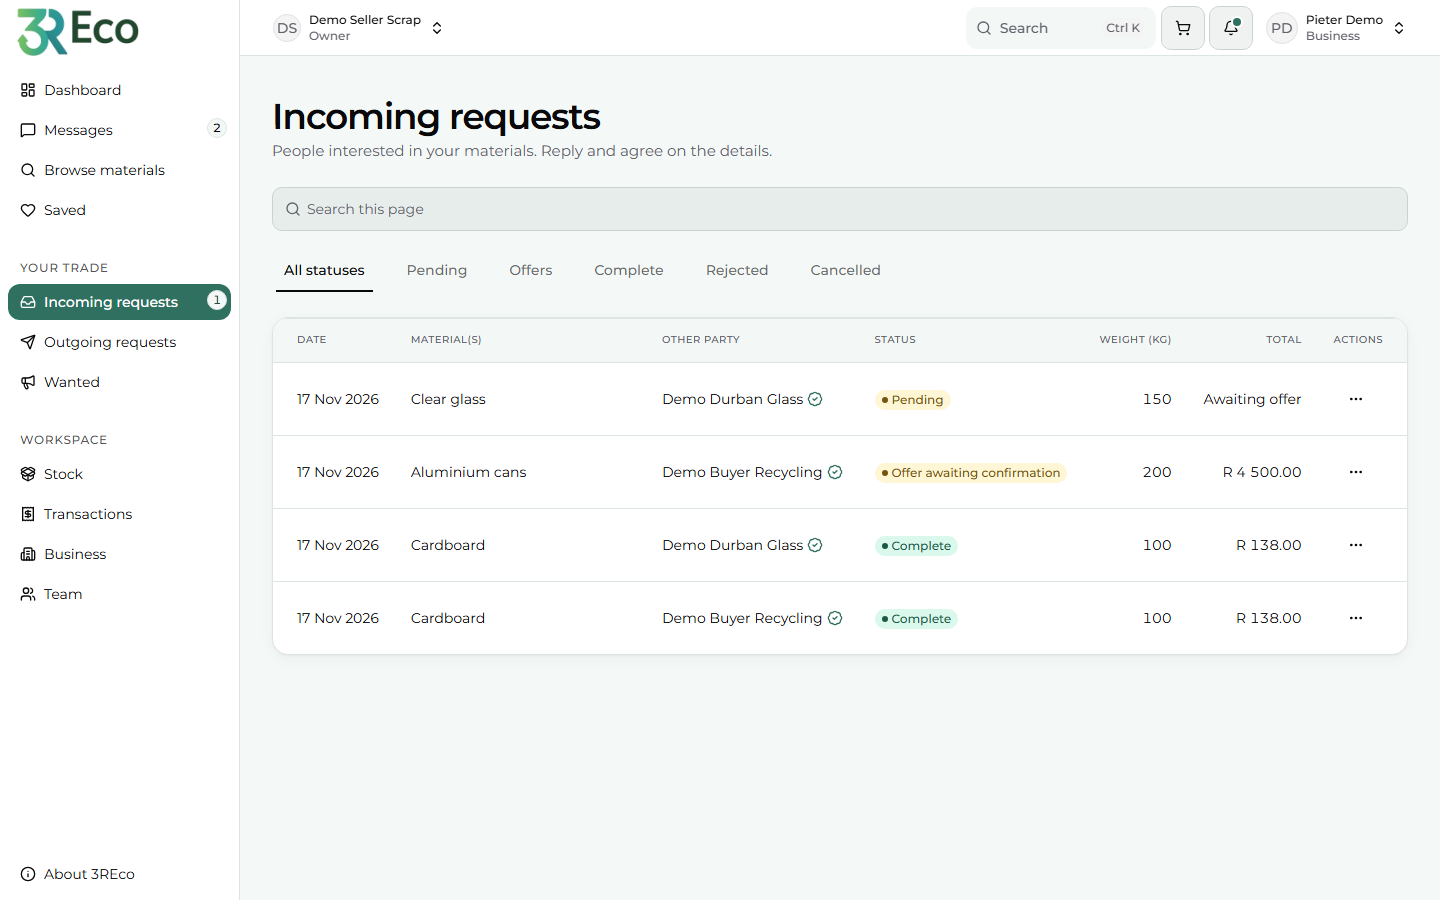 3R Eco
Dashboard
Messages 2
Browse materials
Saved
YOUR TRADE
Incoming requests 1
Outgoing requests
Wanted
WORKSPACE
Stock
Transactions
Business
Team
About 3REco
DS Demo Seller Scrap
Owner
Search Ctrl K
PD Pieter Demo
Business
Incoming requests
People interested in your materials. Reply and agree on the details.
Search this page
All statuses Pending Offers Complete Rejected Cancelled
DATE MATERIAL(S) OTHER PARTY STATUS WEIGHT (KG) TOTAL ACTIONS
17 Nov 2026 Clear glass Demo Durban Glass Pending 150 Awaiting offer
17 Nov 2026 Aluminium cans Demo Buyer Recycling Offer awaiting confirmation 200 R 4 500.00
17 Nov 2026 Cardboard Demo Durban Glass Complete 100 R 138.00
17 Nov 2026 Cardboard Demo Buyer Recycling Complete 100 R 138.00